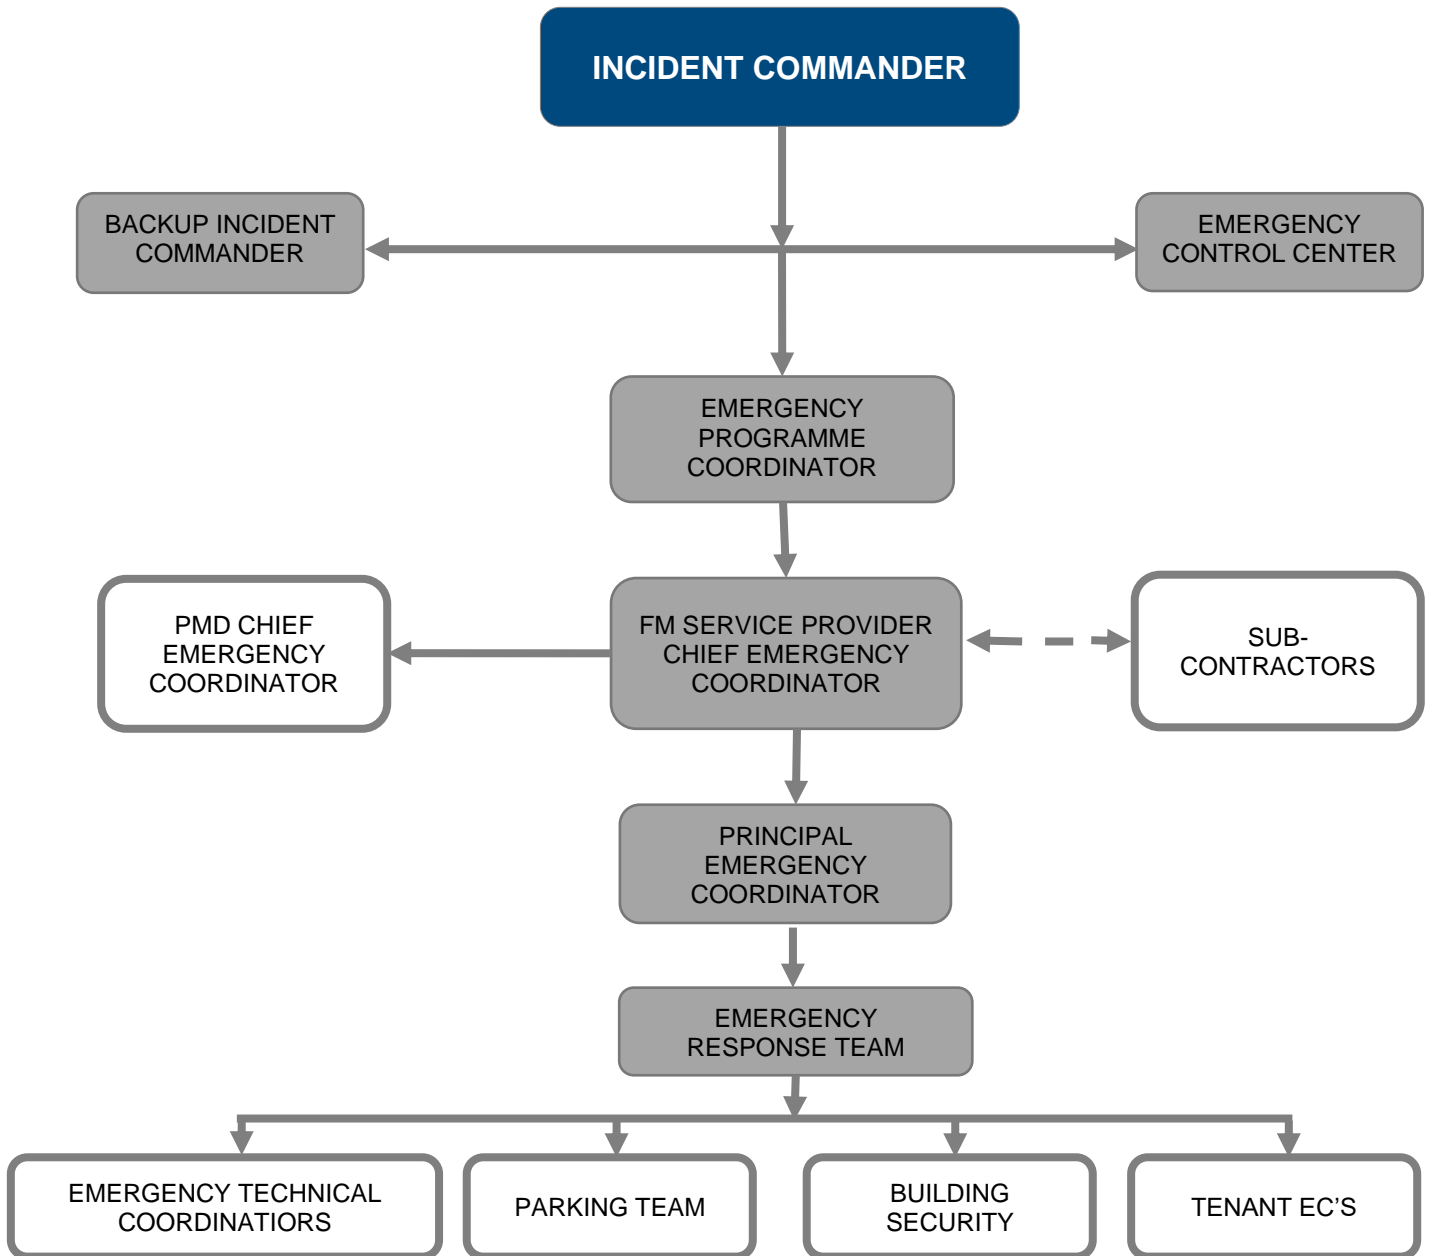 INCIDENT COMMANDER
BACKUP INCIDENT
COMMANDER
EMERGENCY
CONTROL CENTER
EMERGENCY
PROGRAMME
COORDINATOR
PMD CHIEF
EMERGENCY
COORDINATOR
FM SERVICE PROVIDER
CHIEF EMERGENCY
COORDINATOR
SUB-
CONTRACTORS
PRINCIPAL
EMERGENCY
COORDINATOR
EMERGENCY
RESPONSE TEAM
EMERGENCY TECHNICAL
COORDINATIORS
PARKING TEAM
BUILDING
SECURITY
TENANT EC’S